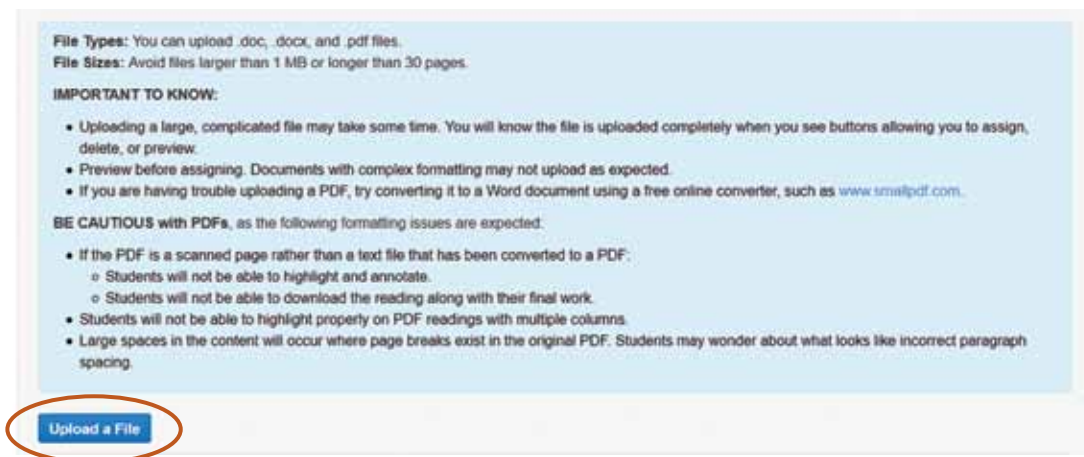 File Types: You can upload .doc, .docx, and .pdf files.
File Sizes: Avoid files larger than 1 MB or longer than 30 pages.
IMPORTANT TO KNOW:
• Uploading a large, complicated file may take some time. You will know the file is uploaded completely when you see buttons allowing you to assign,
delete, or preview.
• Preview before assigning. Documents with complex formatting may not upload as expected.
• If you are having trouble uploading a PDF, try converting it to a Word document using a free online converter, such as www.smallpdf.com.
BE CAUTIOUS with PDFs, as the following formatting issues are expected:
• If the PDF is a scanned page rather than a text file that has been converted to a PDF:
o Students will not be able to highlight and annotate.
o Students will not be able to download the reading along with their final work.
• Students will not be able to highlight properly on PDF readings with multiple columns.
• Large spaces in the content will occur where page breaks exist in the original PDF. Students may wonder about what looks like incorrect paragraph
spacing.
Upload a File